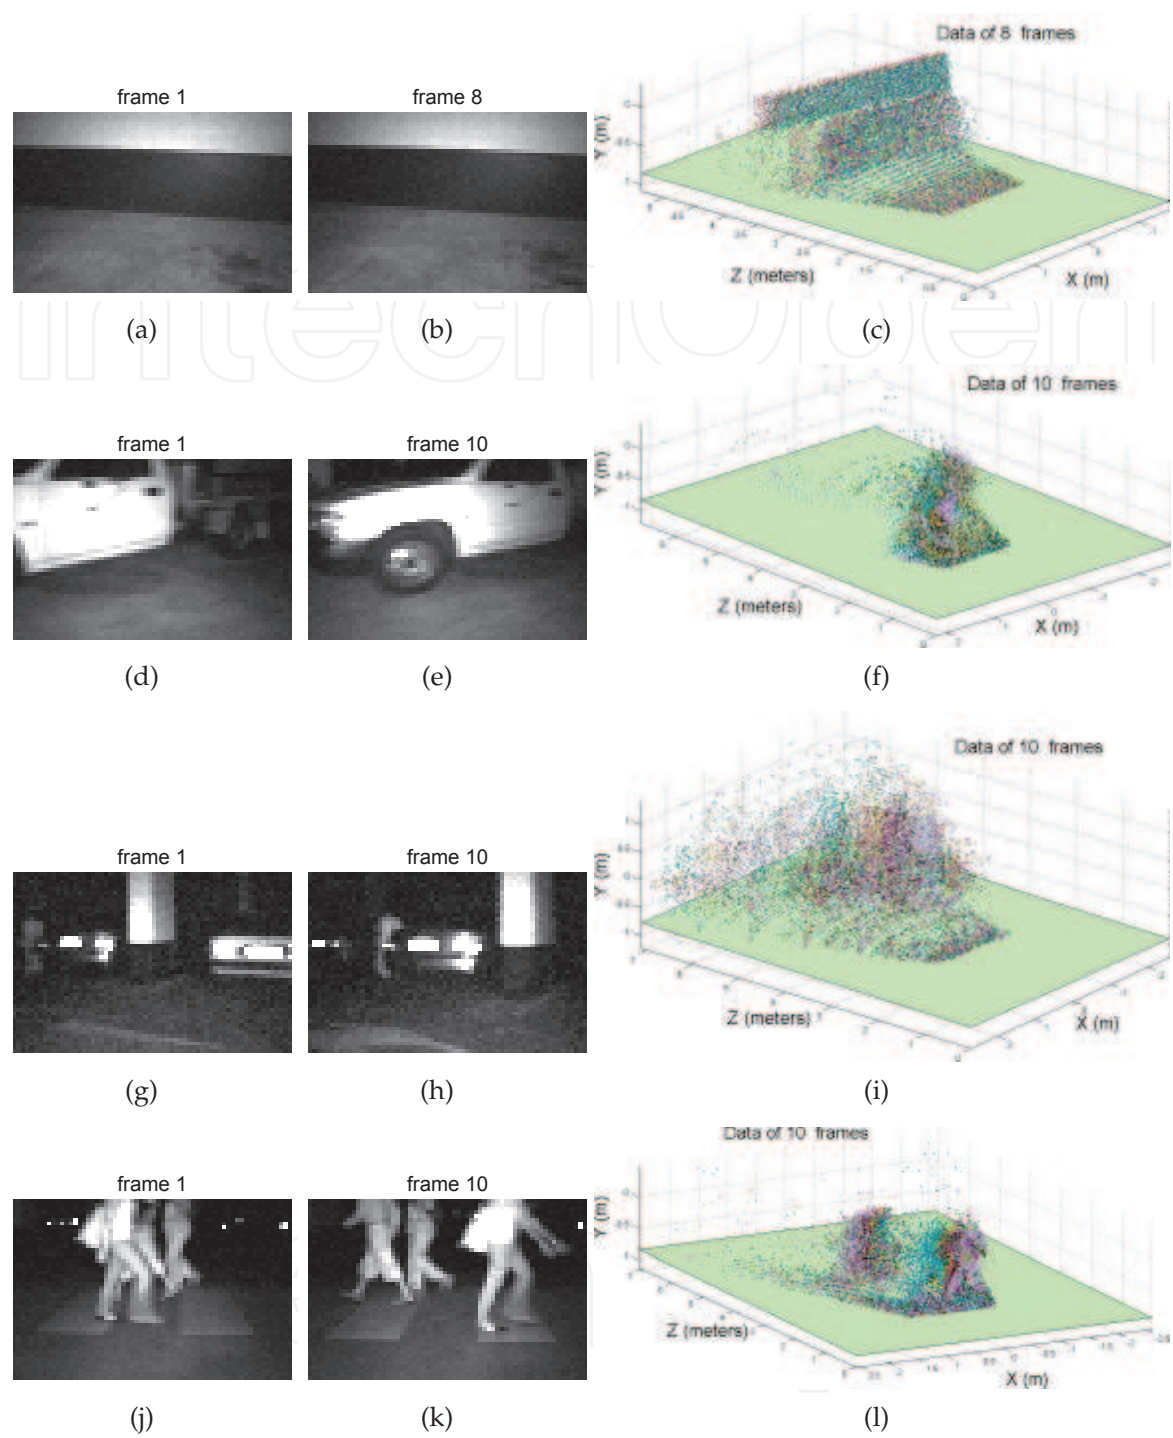 frame 1
frame 8
Data of 8 frames
Y (m)
Z (meters)
X (m)
(a)
(b)
(c)
InTechOpen
frame 1
frame 10
Data of 10 frames
Y (m)
Z (meters)
X (m)
(d)
(e)
(f)
frame 1
frame 10
Data of 10 frames
Y (m)
Z (meters)
X (m)
(g)
(h)
(i)
frame 1
frame 10
Data of 10 frames
Y (m)
Z (meters)
X (m)
(j)
(k)
(l)